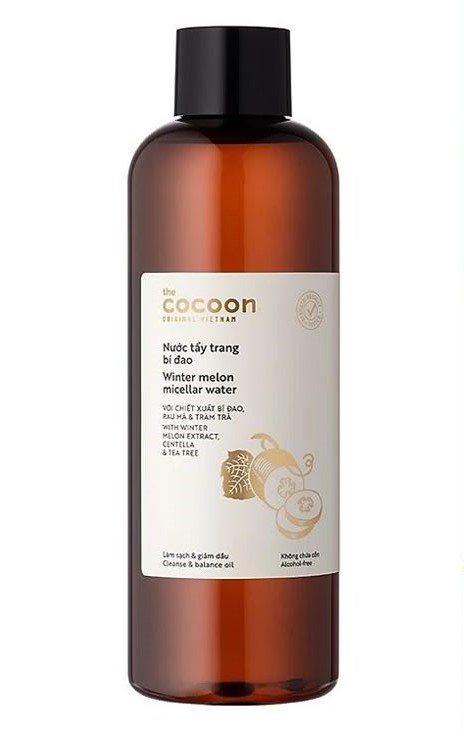 the
cocoon
ORIGINAL VIETNAM
Nước tẩy trang
bí đao
Winter melon
micellar water
VỚI CHIẾT XUẤT BÍ ĐAO,
RAU MÁ & TRÀM TRÀ
WITH WINTER
MELON EXTRACT,
CENTELLA
& TEA TREE
Làm sạch & giảm dầu
Cleanse & balance oil
Không chứa cồn
Alcohol-free